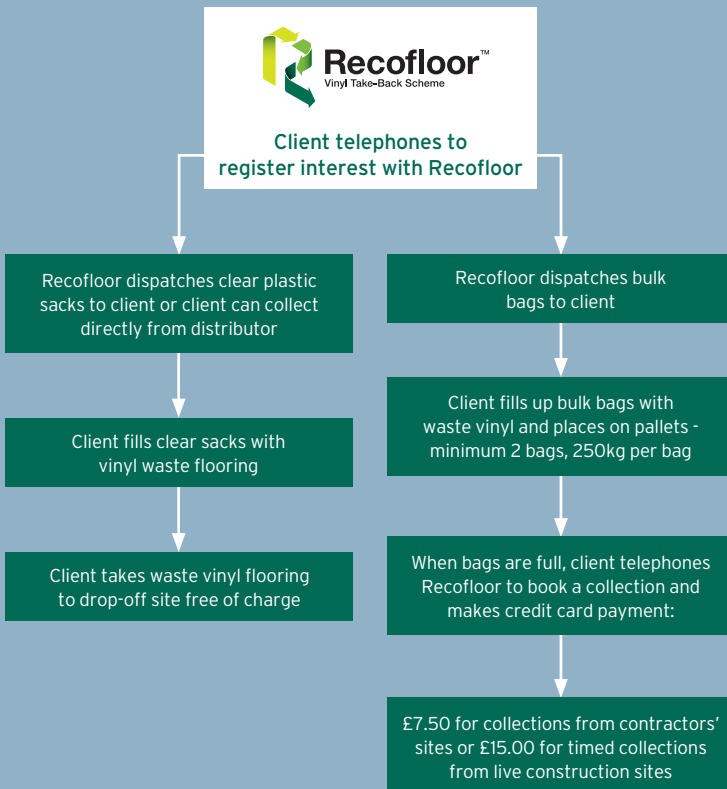 Recofloor™
Vinyl Take-Back Scheme
Client telephones to
register interest with Recofloor
Recofloor dispatches clear plastic
sacks to client or client can collect
directly from distributor
Client fills clear sacks with
vinyl waste flooring
Client takes waste vinyl flooring
to drop-off site free of charge
Recofloor dispatches bulk
bags to client
Client fills up bulk bags with
waste vinyl and places on pallets -
minimum 2 bags, 250kg per bag
When bags are full, client telephones
Recofloor to book a collection and
makes credit card payment:
£7.50 for collections from contractors’
sites or £15.00 for timed collections
from live construction sites